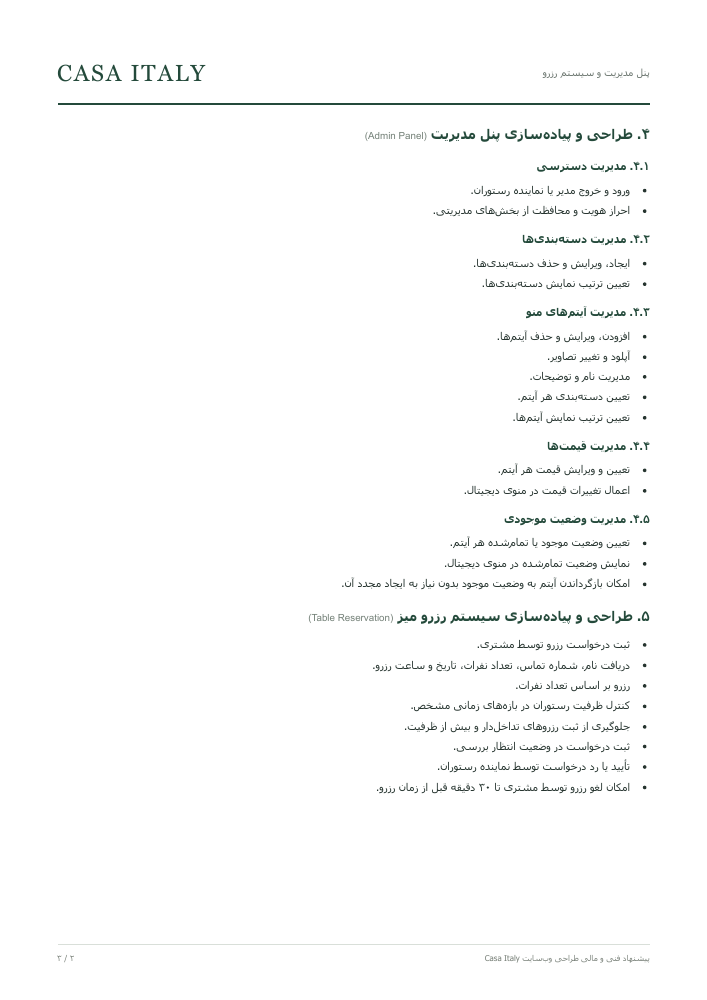 CASA ITALY
پنل مدیریت و سیستم رزرو
۴. طراحی و پیاده‌سازی پنل مدیریت (Admin Panel)
۴.۱. مدیریت دسترسی
• ورود و خروج مدیر یا نماینده رستوران.
• احراز هویت و محافظت از بخش‌های مدیریتی.
۴.۲. مدیریت دسته‌بندی‌ها
• ایجاد، ویرایش و حذف دسته‌بندی‌ها.
• تعیین ترتیب نمایش دسته‌بندی‌ها.
۴.۳. مدیریت آیتم‌های منو
• افزودن، ویرایش و حذف آیتم‌ها.
• آپلود و تغییر تصاویر.
• مدیریت نام و توضیحات.
• تعیین دسته‌بندی هر آیتم.
• تعیین ترتیب نمایش آیتم‌ها.
۴.۴. مدیریت قیمت‌ها
• تعیین و ویرایش قیمت هر آیتم.
• اعمال تغییرات قیمت در منوی دیجیتال.
۴.۵. مدیریت وضعیت موجودی
• تعیین وضعیت موجود یا تمام‌شده هر آیتم.
• نمایش وضعیت تمام‌شده در منوی دیجیتال.
• امکان بازگرداندن آیتم به وضعیت موجود بدون نیاز به ایجاد مجدد آن.
۵. طراحی و پیاده‌سازی سیستم رزرو میز (Table Reservation)
• ثبت درخواست رزرو توسط مشتری.
• دریافت نام، شماره تماس، تعداد نفرات، تاریخ و ساعت رزرو.
• رزرو بر اساس تعداد نفرات.
• کنترل ظرفیت رستوران در بازه‌های زمانی مشخص.
• جلوگیری از ثبت رزروهای تداخل‌دار و بیش از ظرفیت.
• ثبت درخواست در وضعیت انتظار بررسی.
• تأیید یا رد درخواست توسط نماینده رستوران.
• امکان لغو رزرو توسط مشتری تا ۳۰ دقیقه قبل از زمان رزرو.
پیشنهاد فنی و مالی طراحی وب‌سایت Casa Italy
۲ / ۳